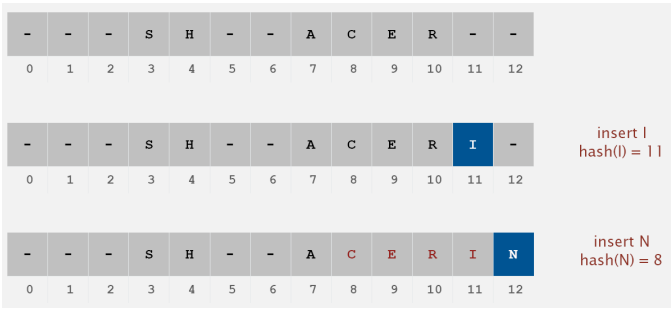 - - - S H - - A C E R - -
0 1 2 3 4 5 6 7 8 9 10 11 12
- - - S H - - A C E R I -
insert I
hash(I) = 11
0 1 2 3 4 5 6 7 8 9 10 11 12
- - - S H - - A C E R I N
insert N
hash(N) = 8
0 1 2 3 4 5 6 7 8 9 10 11 12